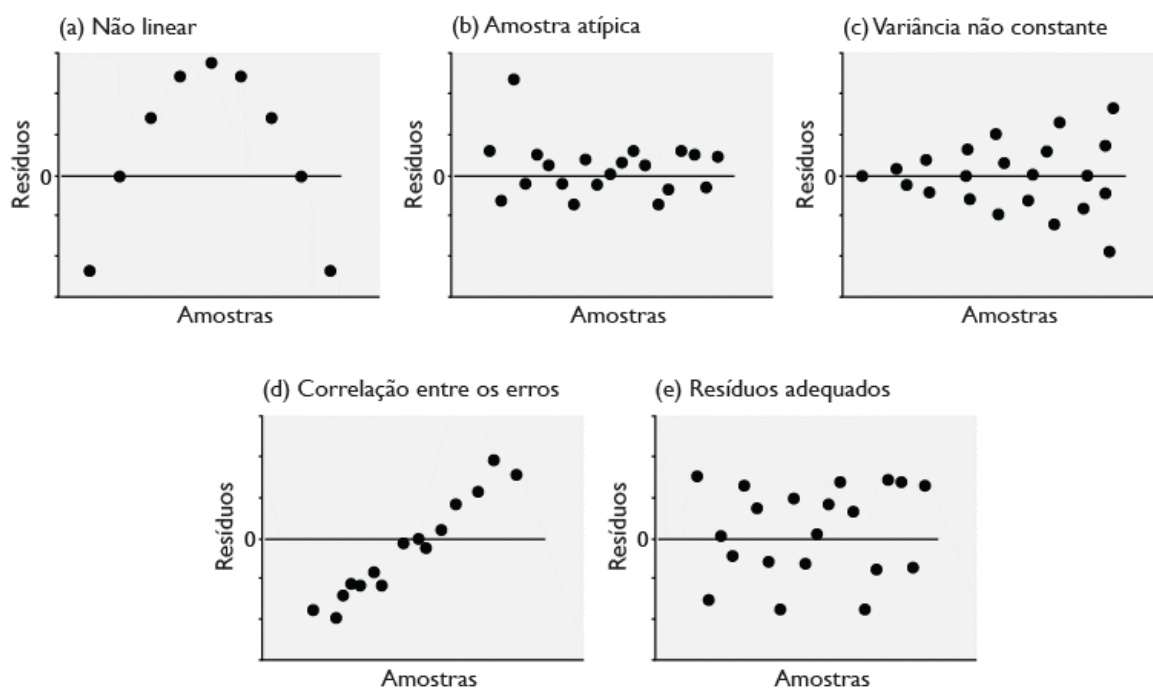 (a) Não linear
Resíduos
0
Amostras
(b) Amostra atípica
Resíduos
0
Amostras
(c) Variância não constante
Resíduos
0
Amostras
(d) Correlação entre os erros
Resíduos
0
Amostras
(e) Resíduos adequados
Resíduos
0
Amostras